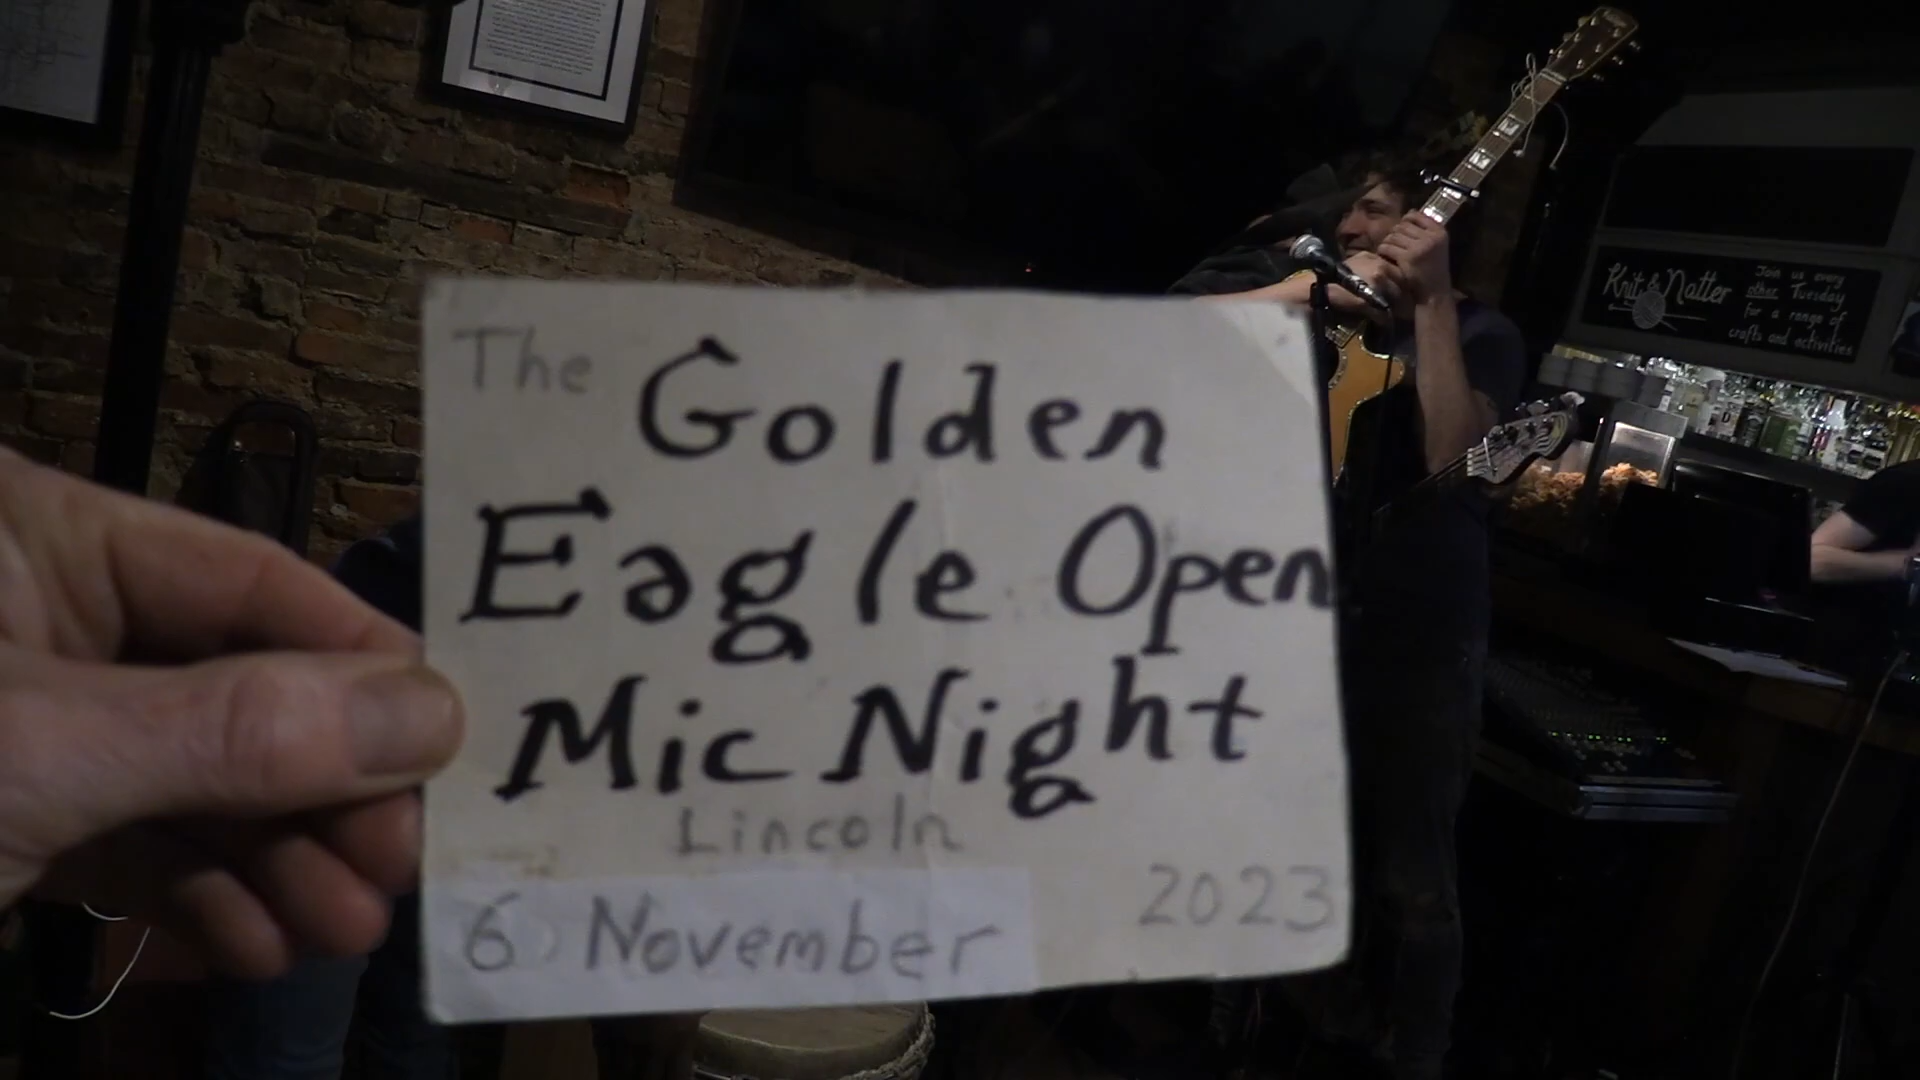 The Golden
Eagle Open
Mic Night
Lincoln
6 November 2023
Knit & Natter
Join us every
other Tuesday
for a range of
crafts and activities